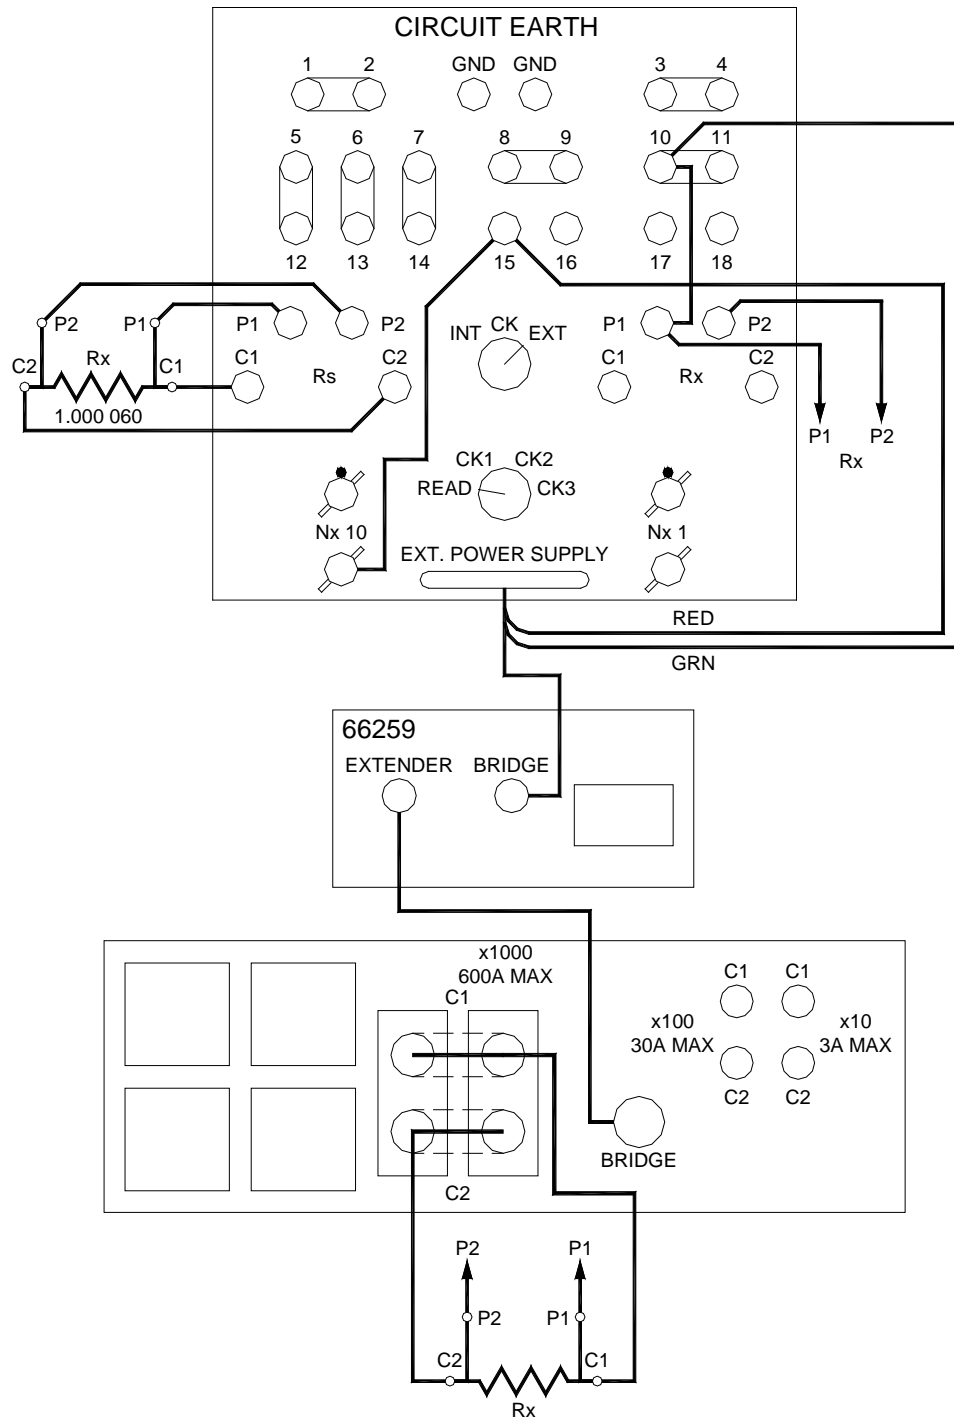 CIRCUIT EARTH
1 2 GND GND 3 4
5 6 7 8 9 10 11
12 13 14 15 16 17 18
P2 P1 P1 P2 P1 P2
INT CK EXT
C2 Rx C1 C1 Rs C2 C1 Rx C2
1.000 060
P1 P2
Rx
CK1 CK2
READ CK3
Nx 10 Nx 1
EXT. POWER SUPPLY
RED
GRN
66259
EXTENDER BRIDGE
x1000
600A MAX
C1 C1 C1
x100 x10
30A MAX 3A MAX
C2 C2
BRIDGE
C2
P2 P1
P2 P1
C2 C1
Rx